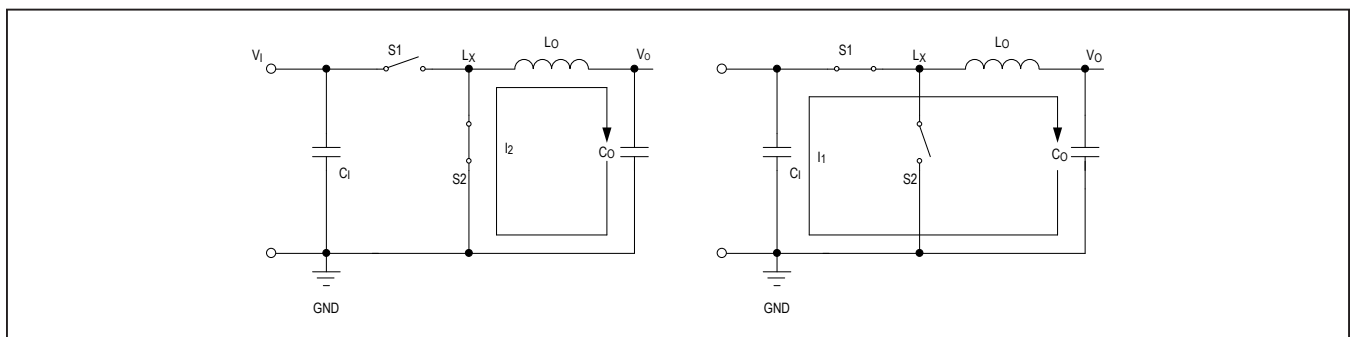 S1
LX
LO
VI
VO
I2
CO
CI
S2
GND
S1
LX
LO
VO
I1
CO
CI
S2
GND